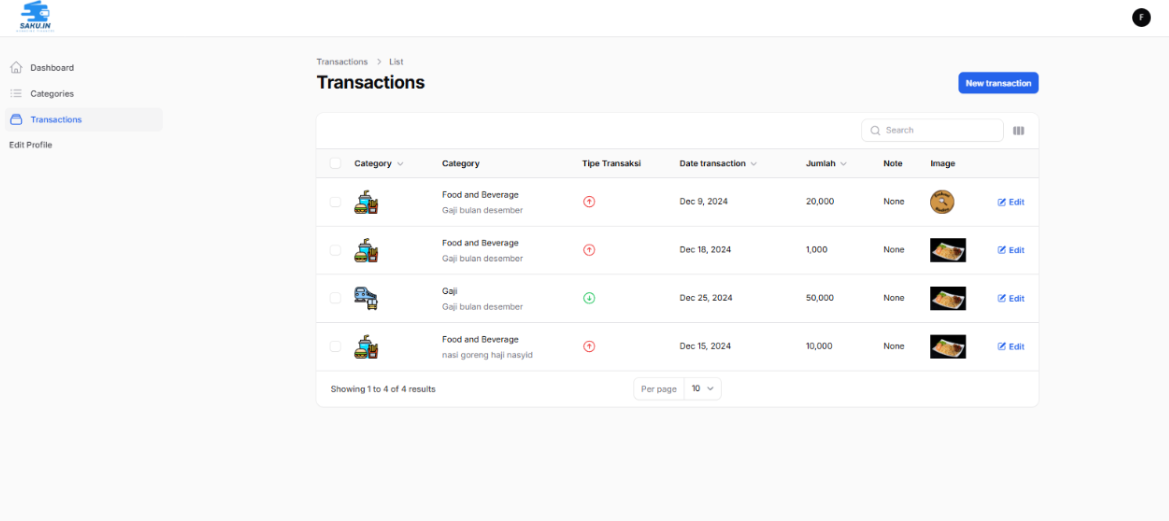 SAKU.IN
F
Dashboard
Categories
Transactions
Edit Profile
Transactions > List
Transactions
New transaction
Search
Category Category Tipe Transaksi Date transaction Jumlah Note Image
Food and Beverage
Gaji bulan desember
Dec 9, 2024 20,000 None Edit
Food and Beverage
Gaji bulan desember
Dec 18, 2024 1,000 None Edit
Gaji
Gaji bulan desember
Dec 25, 2024 50,000 None Edit
Food and Beverage
nasi goreng haji nasyid
Dec 15, 2024 10,000 None Edit
Showing 1 to 4 of 4 results
Per page 10